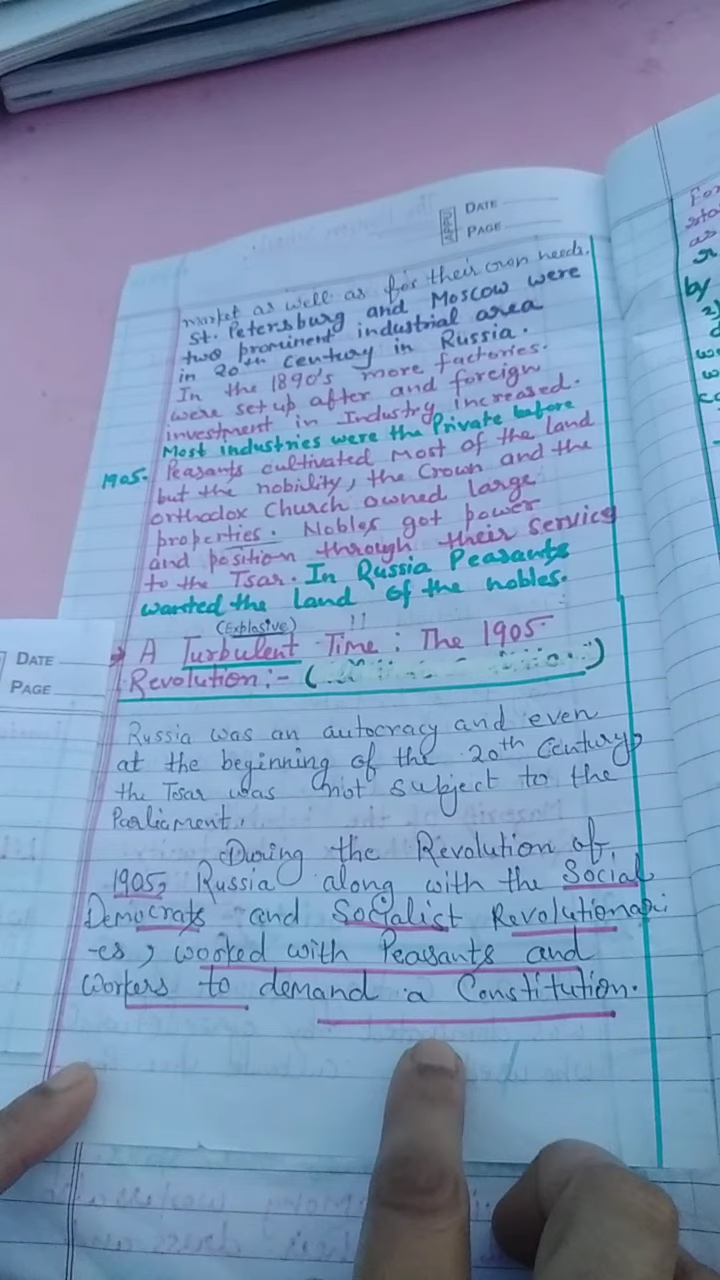 DATE
PAGE
market as well as for their own needs.
St. Petersburg and Moscow were
two prominent industrial area
in 20th Century in Russia.
In the 1890's more factories.
were set up after and foreign
investment in Industry increased.
Most industries were the Private before
1905. Peasants cultivated most of the land
but the nobility, the Crown and the
orthodox Church owned large
properties. Nobles got power
and position through their Service
to the Tsar. In Russia Peasants
wanted the land of the nobles.
(Explosive)
A Turbulent Time : The 1905
Revolution :-
Russia was an autocracy and even
at the beginning of the 20th Century,
the Tsar was not subject to the
Parliament.
During the Revolution of
1905, Russia along with the Social
Democrats and Socialist Revolutionari
-es, worked with Peasants and
Workers to demand a Constitution.
DATE
PAGE
by
2)